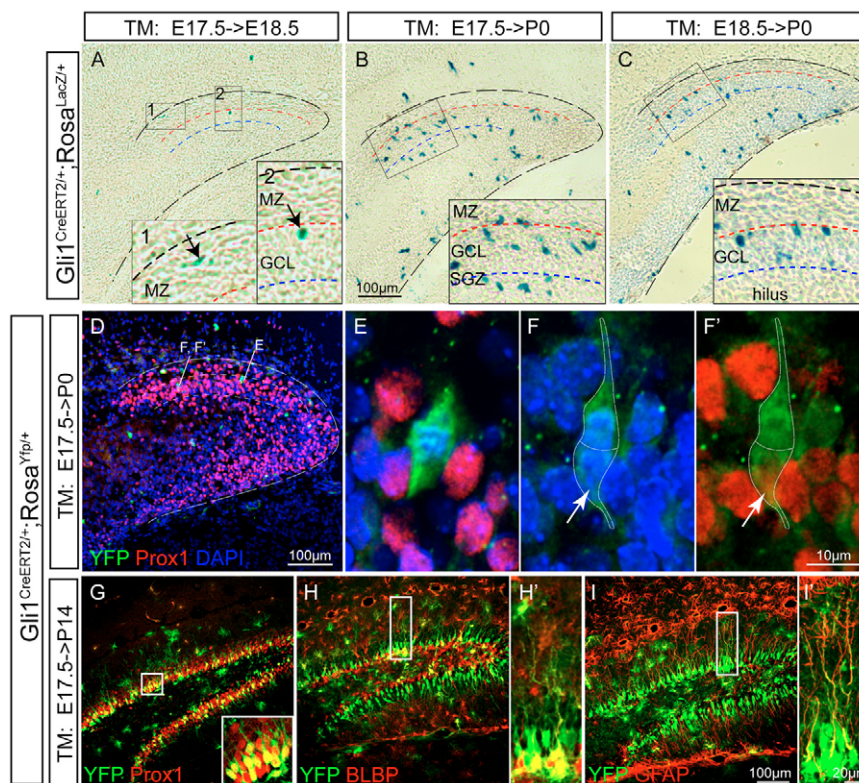 TM: E17.5->E18.5
TM: E17.5->P0
TM: E18.5->P0
Gli1CreERT2/+;RosaLacZ/+
A
1
2
1
MZ
2
MZ
GCL
B
100µm
MZ
GCL
SGZ
C
MZ
GCL
hilus
Gli1CreERT2/+;RosaYfp/+
TM: E17.5->P0
D
F F'
E
YFP Prox1 DAPI
100µm
E
F
F'
10µm
TM: E17.5->P14
G
YFP Prox1
H
YFP BLBP
H'
I
YFP GFAP
100µm
I'
20µm